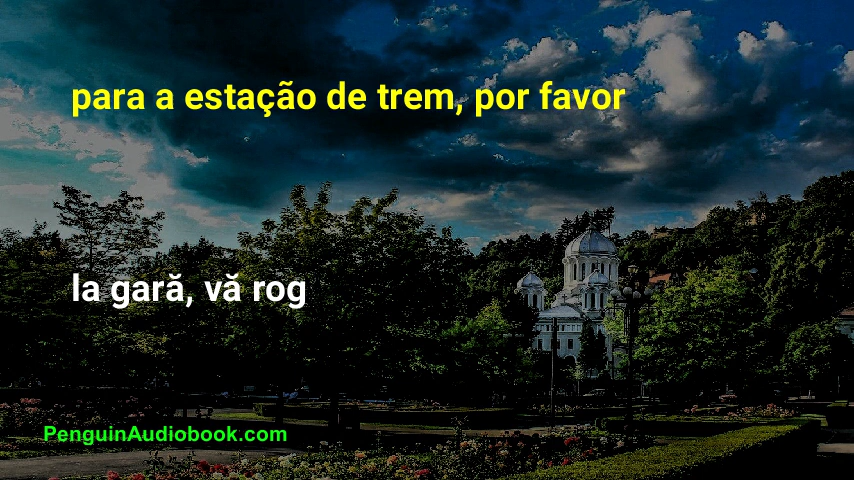 para a estação de trem, por favor
la gară, vă rog
PenguinAudiobook.com